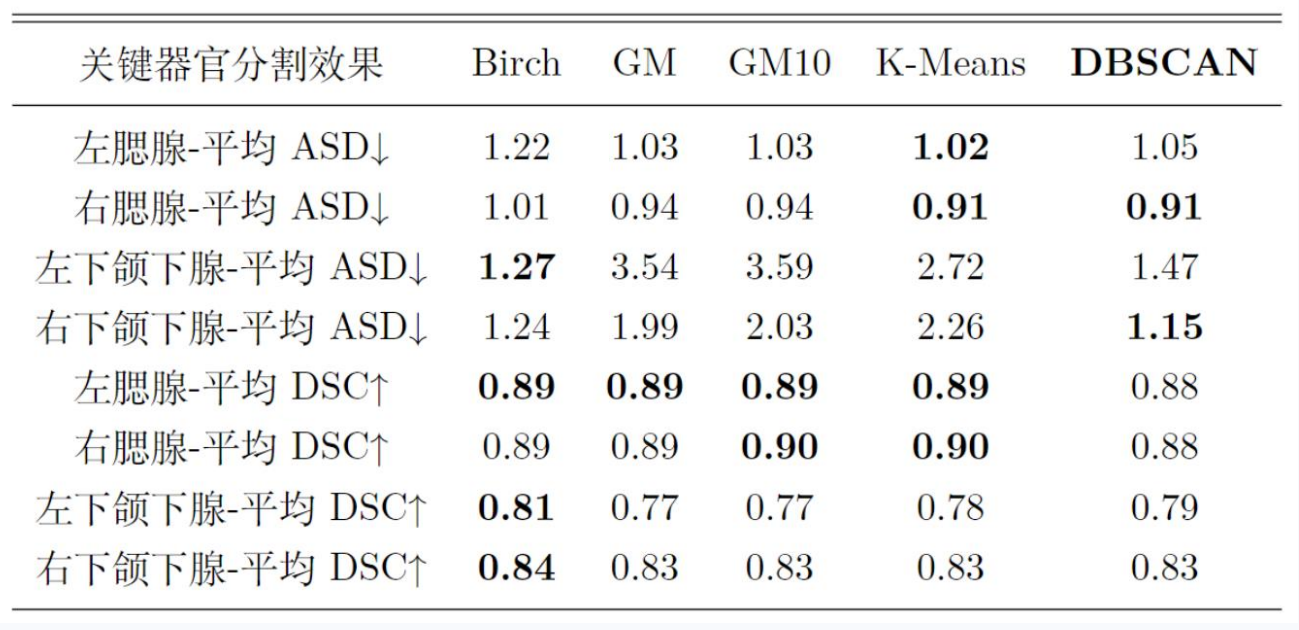 关键器官分割效果 Birch GM GM10 K-Means DBSCAN
左腮腺-平均 ASD↓ 1.22 1.03 1.03 1.02 1.05
右腮腺-平均 ASD↓ 1.01 0.94 0.94 0.91 0.91
左下颌下腺-平均 ASD↓ 1.27 3.54 3.59 2.72 1.47
右下颌下腺-平均 ASD↓ 1.24 1.99 2.03 2.26 1.15
左腮腺-平均 DSC↑ 0.89 0.89 0.89 0.89 0.88
右腮腺-平均 DSC↑ 0.89 0.89 0.90 0.90 0.88
左下颌下腺-平均 DSC↑ 0.81 0.77 0.77 0.78 0.79
右下颌下腺-平均 DSC↑ 0.84 0.83 0.83 0.83 0.83